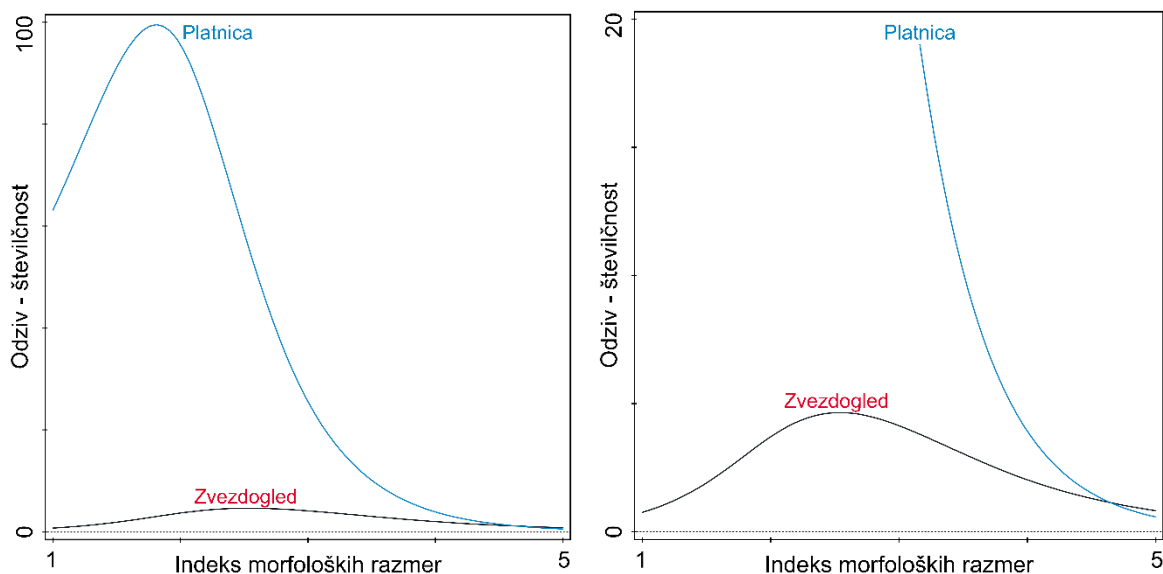 100
Platnica
Odziv - številčnost
Zvezdogled
0
1
Indeks morfoloških razmer
5
20
Platnica
Odziv - številčnost
Zvezdogled
0
1
Indeks morfoloških razmer
5